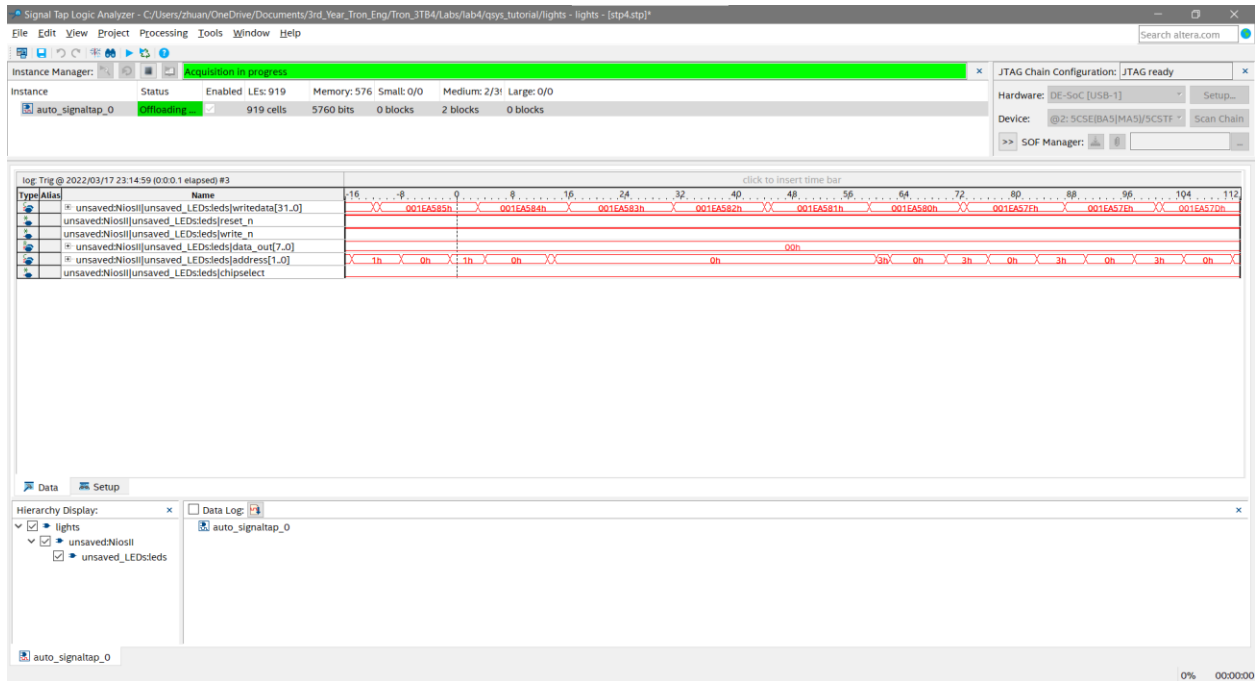 Signal Tap Logic Analyzer - C:/Users/zhuan/OneDrive/Documents/3rd_Year_Tron_Eng/Tron_3TB4/Labs/lab4/qsys_tutorial/lights - lights - [stp4.stp]*
File Edit View Project Processing Tools Window Help
Search altera.com
Instance Manager: Acquisition in progress
JTAG Chain Configuration: JTAG ready
Instance Status Enabled LEs: 919 Memory: 576 Small: 0/0 Medium: 2/3 Large: 0/0
auto_signaltap_0 Offloading ... 919 cells 5760 bits 0 blocks 2 blocks 0 blocks
Hardware: DE-SoC [USB-1] Setup...
Device: @2: 5CSE(BA5|MA5)/5CSTF Scan Chain
>> SOF Manager: ...
log: Trig @ 2022/03/17 23:14:59 (0:0:0.1 elapsed) #3 click to insert time bar
Type Alias Name -16 -8 0 8 16 24 32 40 48 56 64 72 80 88 96 104 112
unsaved:NiosII|unsaved_LEDs:leds|writedata[31..0] 001EA585h 001EA584h 001EA583h 001EA582h 001EA581h 001EA580h 001EA57Fh 001EA57Eh 001EA57Dh
unsaved:NiosII|unsaved_LEDs:leds|reset_n
unsaved:NiosII|unsaved_LEDs:leds|write_n
unsaved:NiosII|unsaved_LEDs:leds|data_out[7..0] 00h
unsaved:NiosII|unsaved_LEDs:leds|address[1..0] 1h 0h 1h 0h 0h 3h 0h 3h 0h 3h 0h 3h 0h
unsaved:NiosII|unsaved_LEDs:leds|chipselect
Data Setup
Hierarchy Display:
lights
unsaved:NiosII
unsaved_LEDs:leds
Data Log:
auto_signaltap_0
auto_signaltap_0
0% 00:00:00